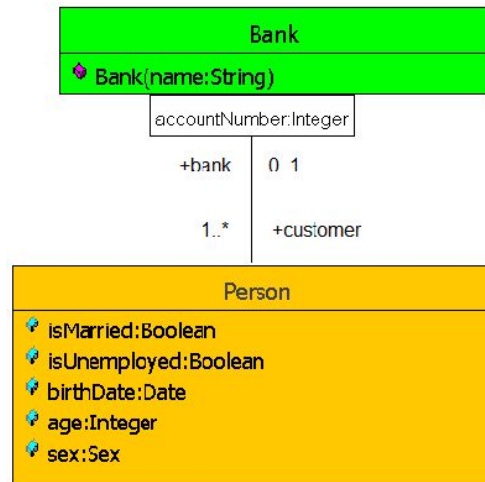 Bank
Bank(name:String)
accountNumber:Integer
+bank 0 1
1..* +customer
Person
isMarried:Boolean
isUnemployed:Boolean
birthDate:Date
age:Integer
sex:Sex